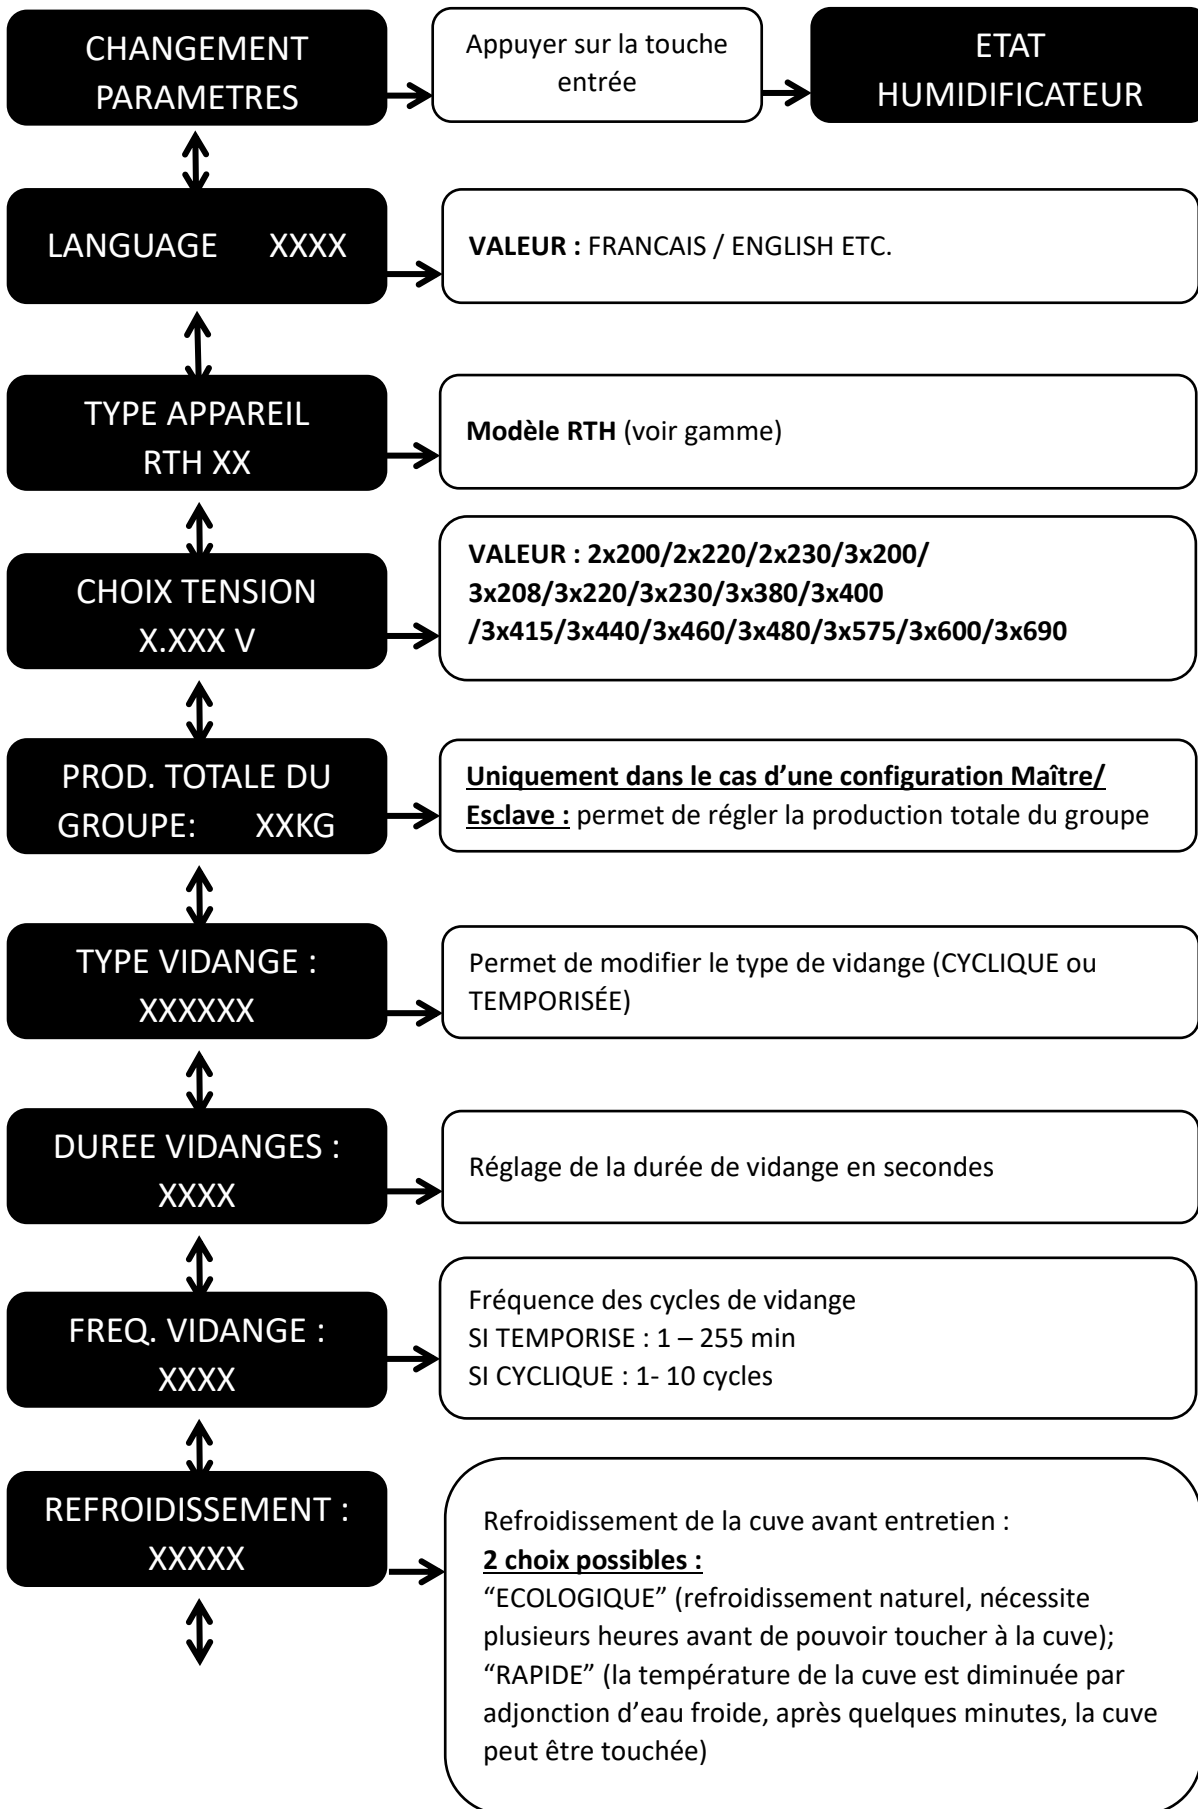 CHANGEMENT
PARAMETRES
Appuyer sur la touche
entrée
ETAT
HUMIDIFICATEUR
LANGUAGE XXXX
VALEUR : FRANCAIS / ENGLISH ETC.
TYPE APPAREIL
RTH XX
Modèle RTH (voir gamme)
CHOIX TENSION
X.XXX V
VALEUR : 2x200/2x220/2x230/3x200/
3x208/3x220/3x230/3x380/3x400
/3x415/3x440/3x460/3x480/3x575/3x600/3x690
PROD. TOTALE DU
GROUPE: XXKG
Uniquement dans le cas d’une configuration Maître/
Esclave : permet de régler la production totale du groupe
TYPE VIDANGE :
XXXXXX
Permet de modifier le type de vidange (CYCLIQUE ou
TEMPORISÉE)
DUREE VIDANGES :
XXXX
Réglage de la durée de vidange en secondes
FREQ. VIDANGE :
XXXX
Fréquence des cycles de vidange
SI TEMPORISE : 1 – 255 min
SI CYCLIQUE : 1- 10 cycles
REFROIDISSEMENT :
XXXXX
Refroidissement de la cuve avant entretien :
2 choix possibles :
“ECOLOGIQUE” (refroidissement naturel, nécessite
plusieurs heures avant de pouvoir toucher à la cuve);
“RAPIDE” (la température de la cuve est diminuée par
adjonction d’eau froide, après quelques minutes, la cuve
peut être touchée)